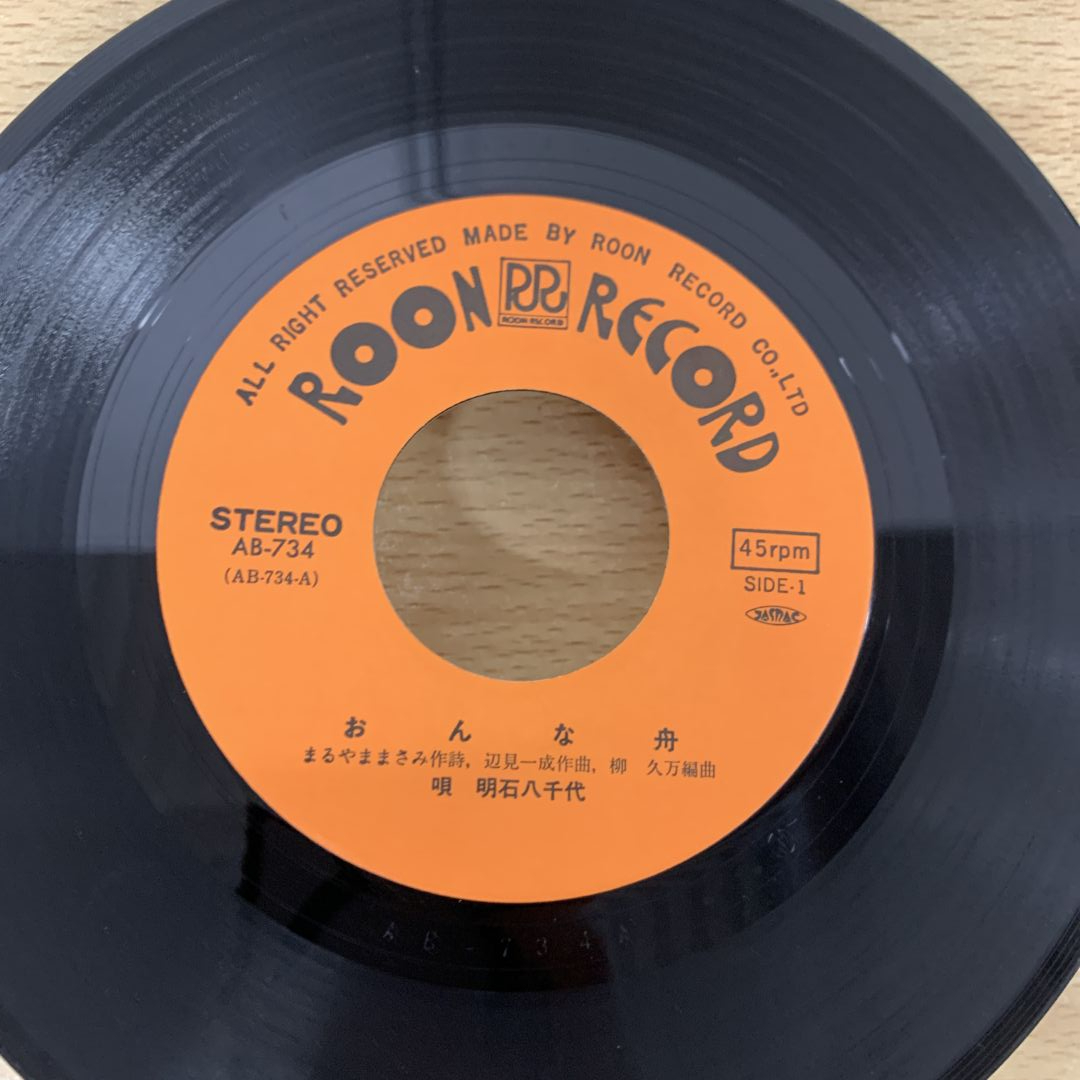 ALL RIGHT RESERVED MADE BY ROON RECORD CO.,LTD
ROON RECORD
ROON RECORD
STEREO
AB-734
(AB-734-A)
45rpm
SIDE-1
JASRAC
おんな舟
まるやままさみ作詩, 辺見一成作曲, 柳 久万編曲
唄 明石八千代
AB-734A